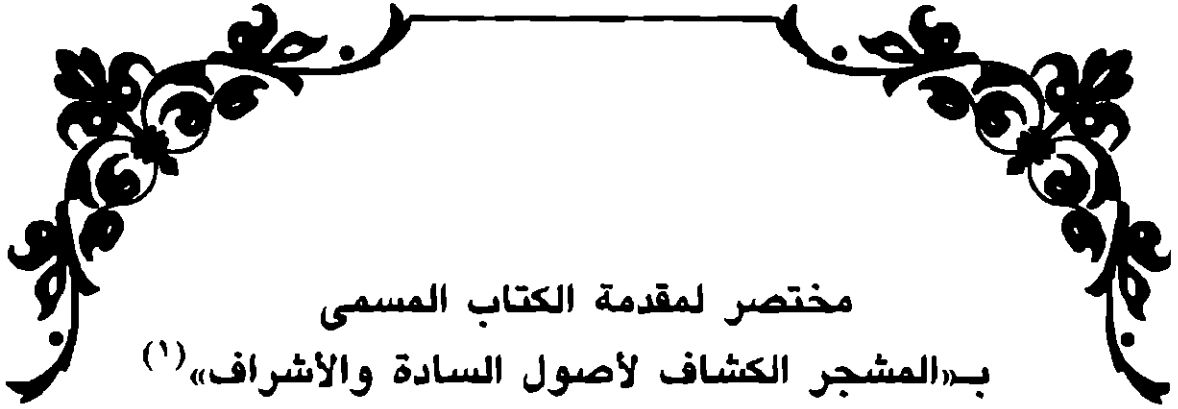 مختصر لمقدمة الكتاب المسمى
بـ«المشجر الكشاف لأصول السادة والأشراف»(١)